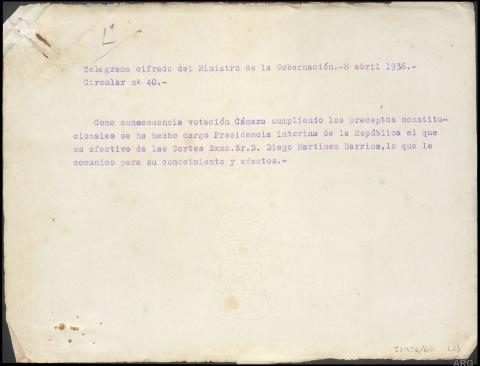 Telegrama cifrado del Ministro de la Gobernación.-8 abril 1936.-
Circular nº 40.-
Como consecuencia votación Cámara cumpliendo los preceptos constitu-
cionales se ha hecho cargo Presidencia interina de la República el que
es efectivo de las Cortes Exmo.Sr.D. Diego Martinez Barrios,lo que le
comunico para su conocimiento y efectos.=
(2)
ARG